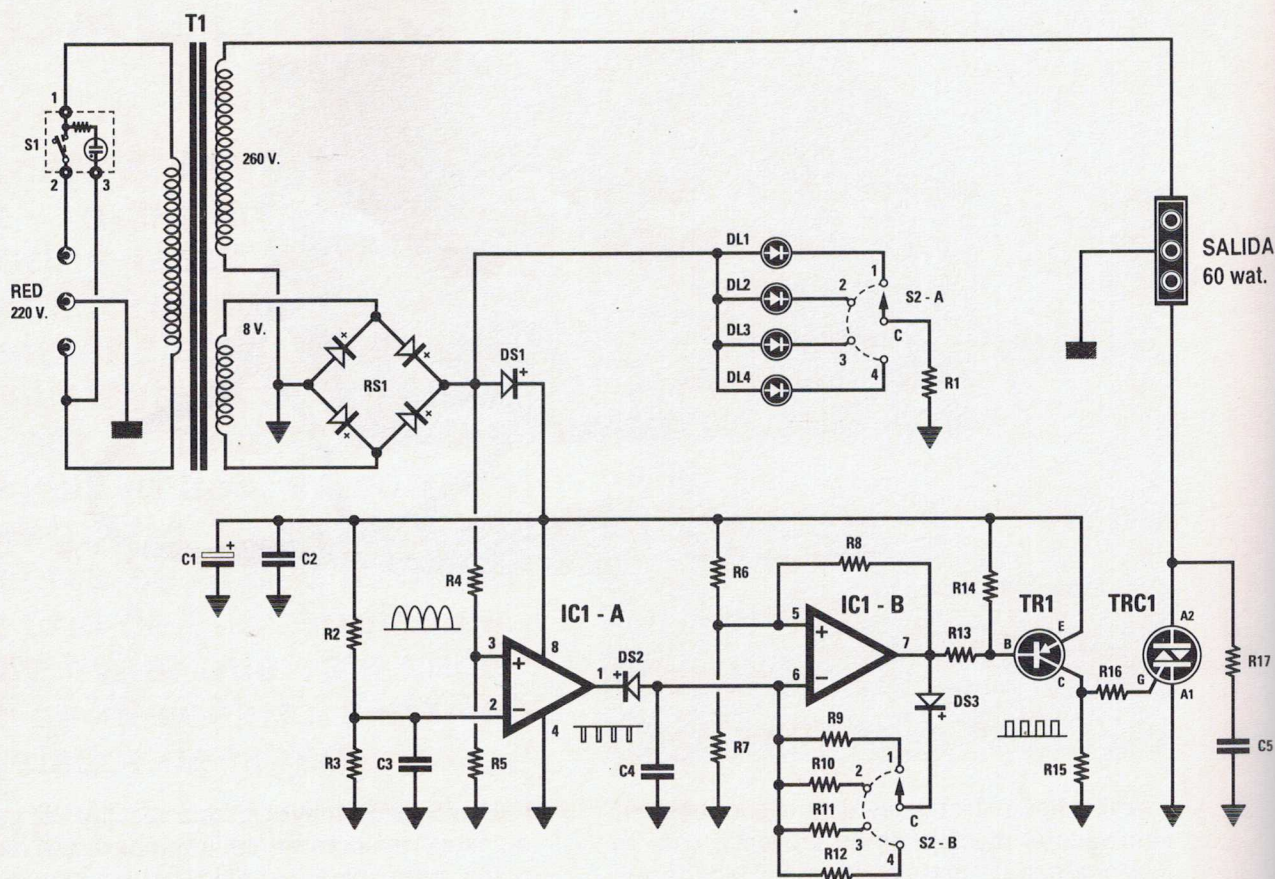 T1
1
S1
2
3
RED
220 V.
260 V.
8 V.
RS1
DS1
DL1
DL2
DL3
DL4
1
2
3
4
C
S2 - A
R1
SALIDA
60 wat.
C1
+
C2
R2
R3
C3
R4
R5
IC1 - A
3
+
2
−
8
4
1
+
DS2
C4
R6
R7
R8
IC1 - B
5
+
6
−
7
R9
R10
R11
R12
1
2
3
4
C
S2 - B
DS3
+
R13
R14
TR1
B
E
C
R15
R16
TRC1
G
A2
A1
R17
C5